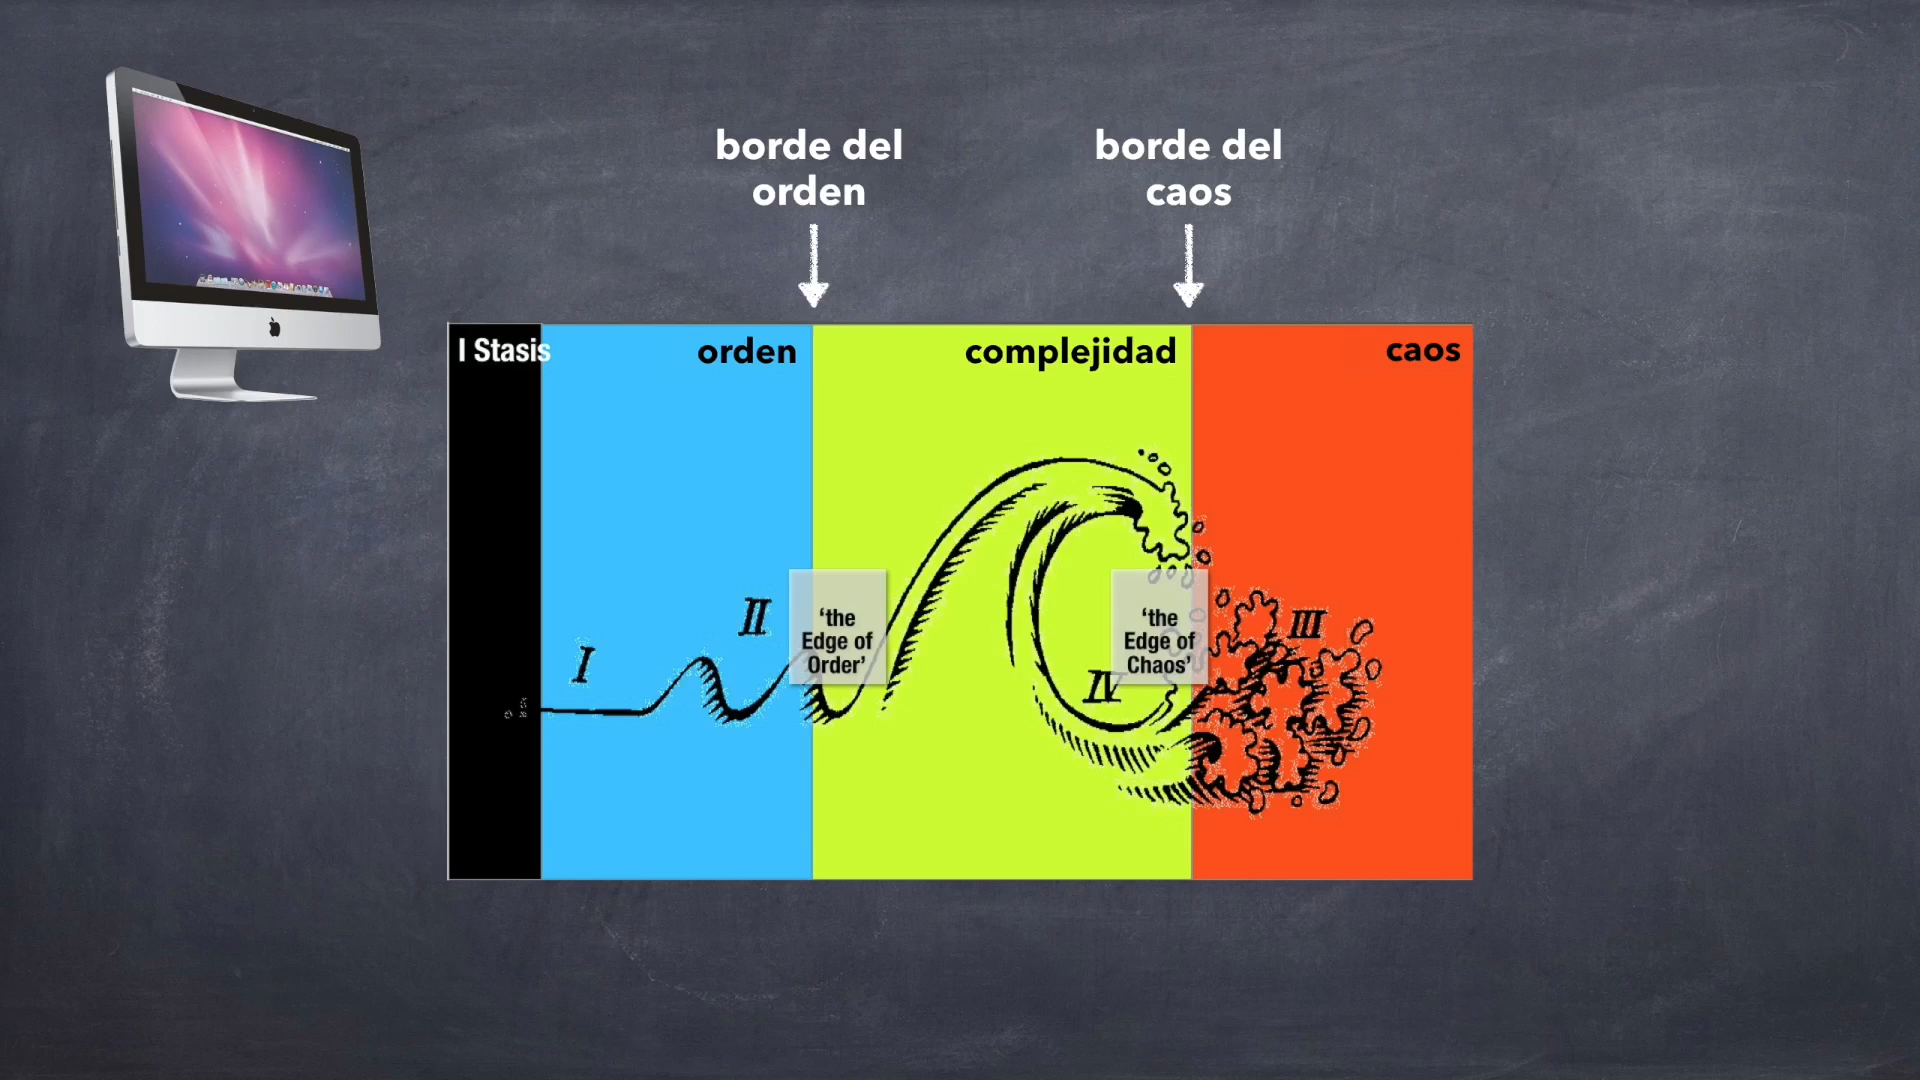 borde del
orden
borde del
caos
I Stasis
orden
complejidad
caos
I
II
'the
Edge of
Order'
'the
Edge of
Chaos'
III
IV